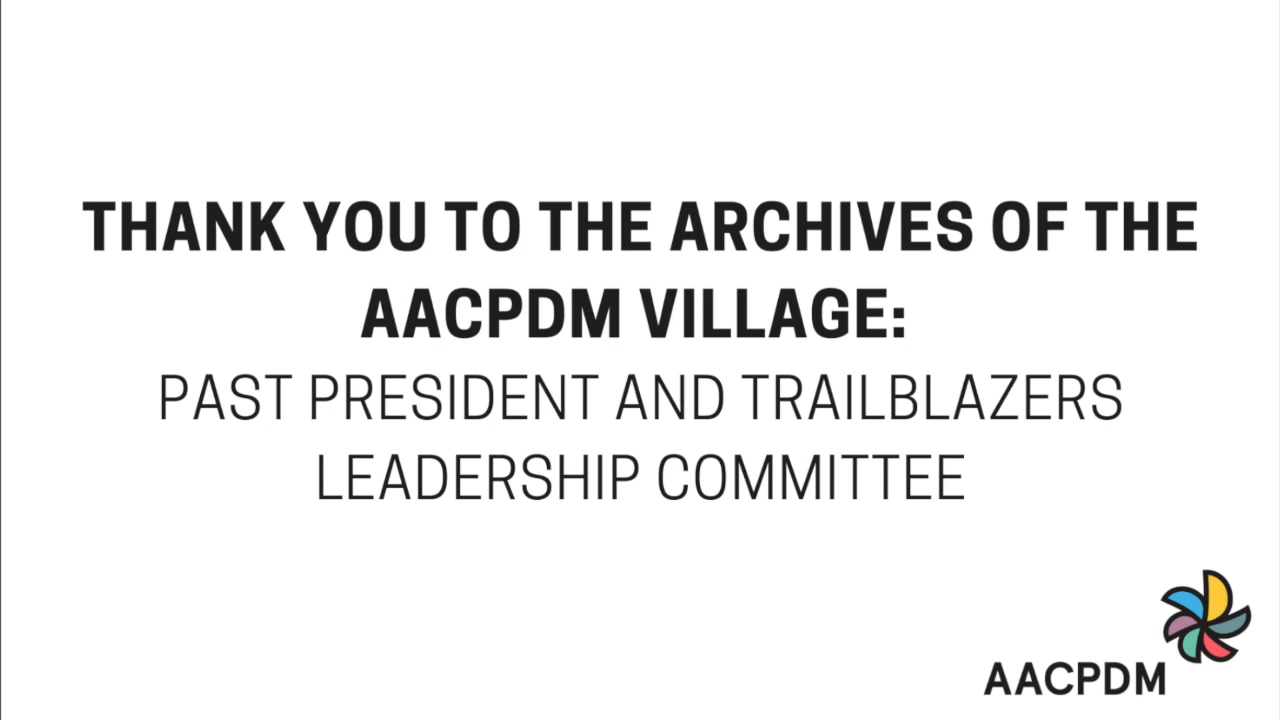 THANK YOU TO THE ARCHIVES OF THE
AACPDM VILLAGE:
PAST PRESIDENT AND TRAILBLAZERS
LEADERSHIP COMMITTEE
AACPDM